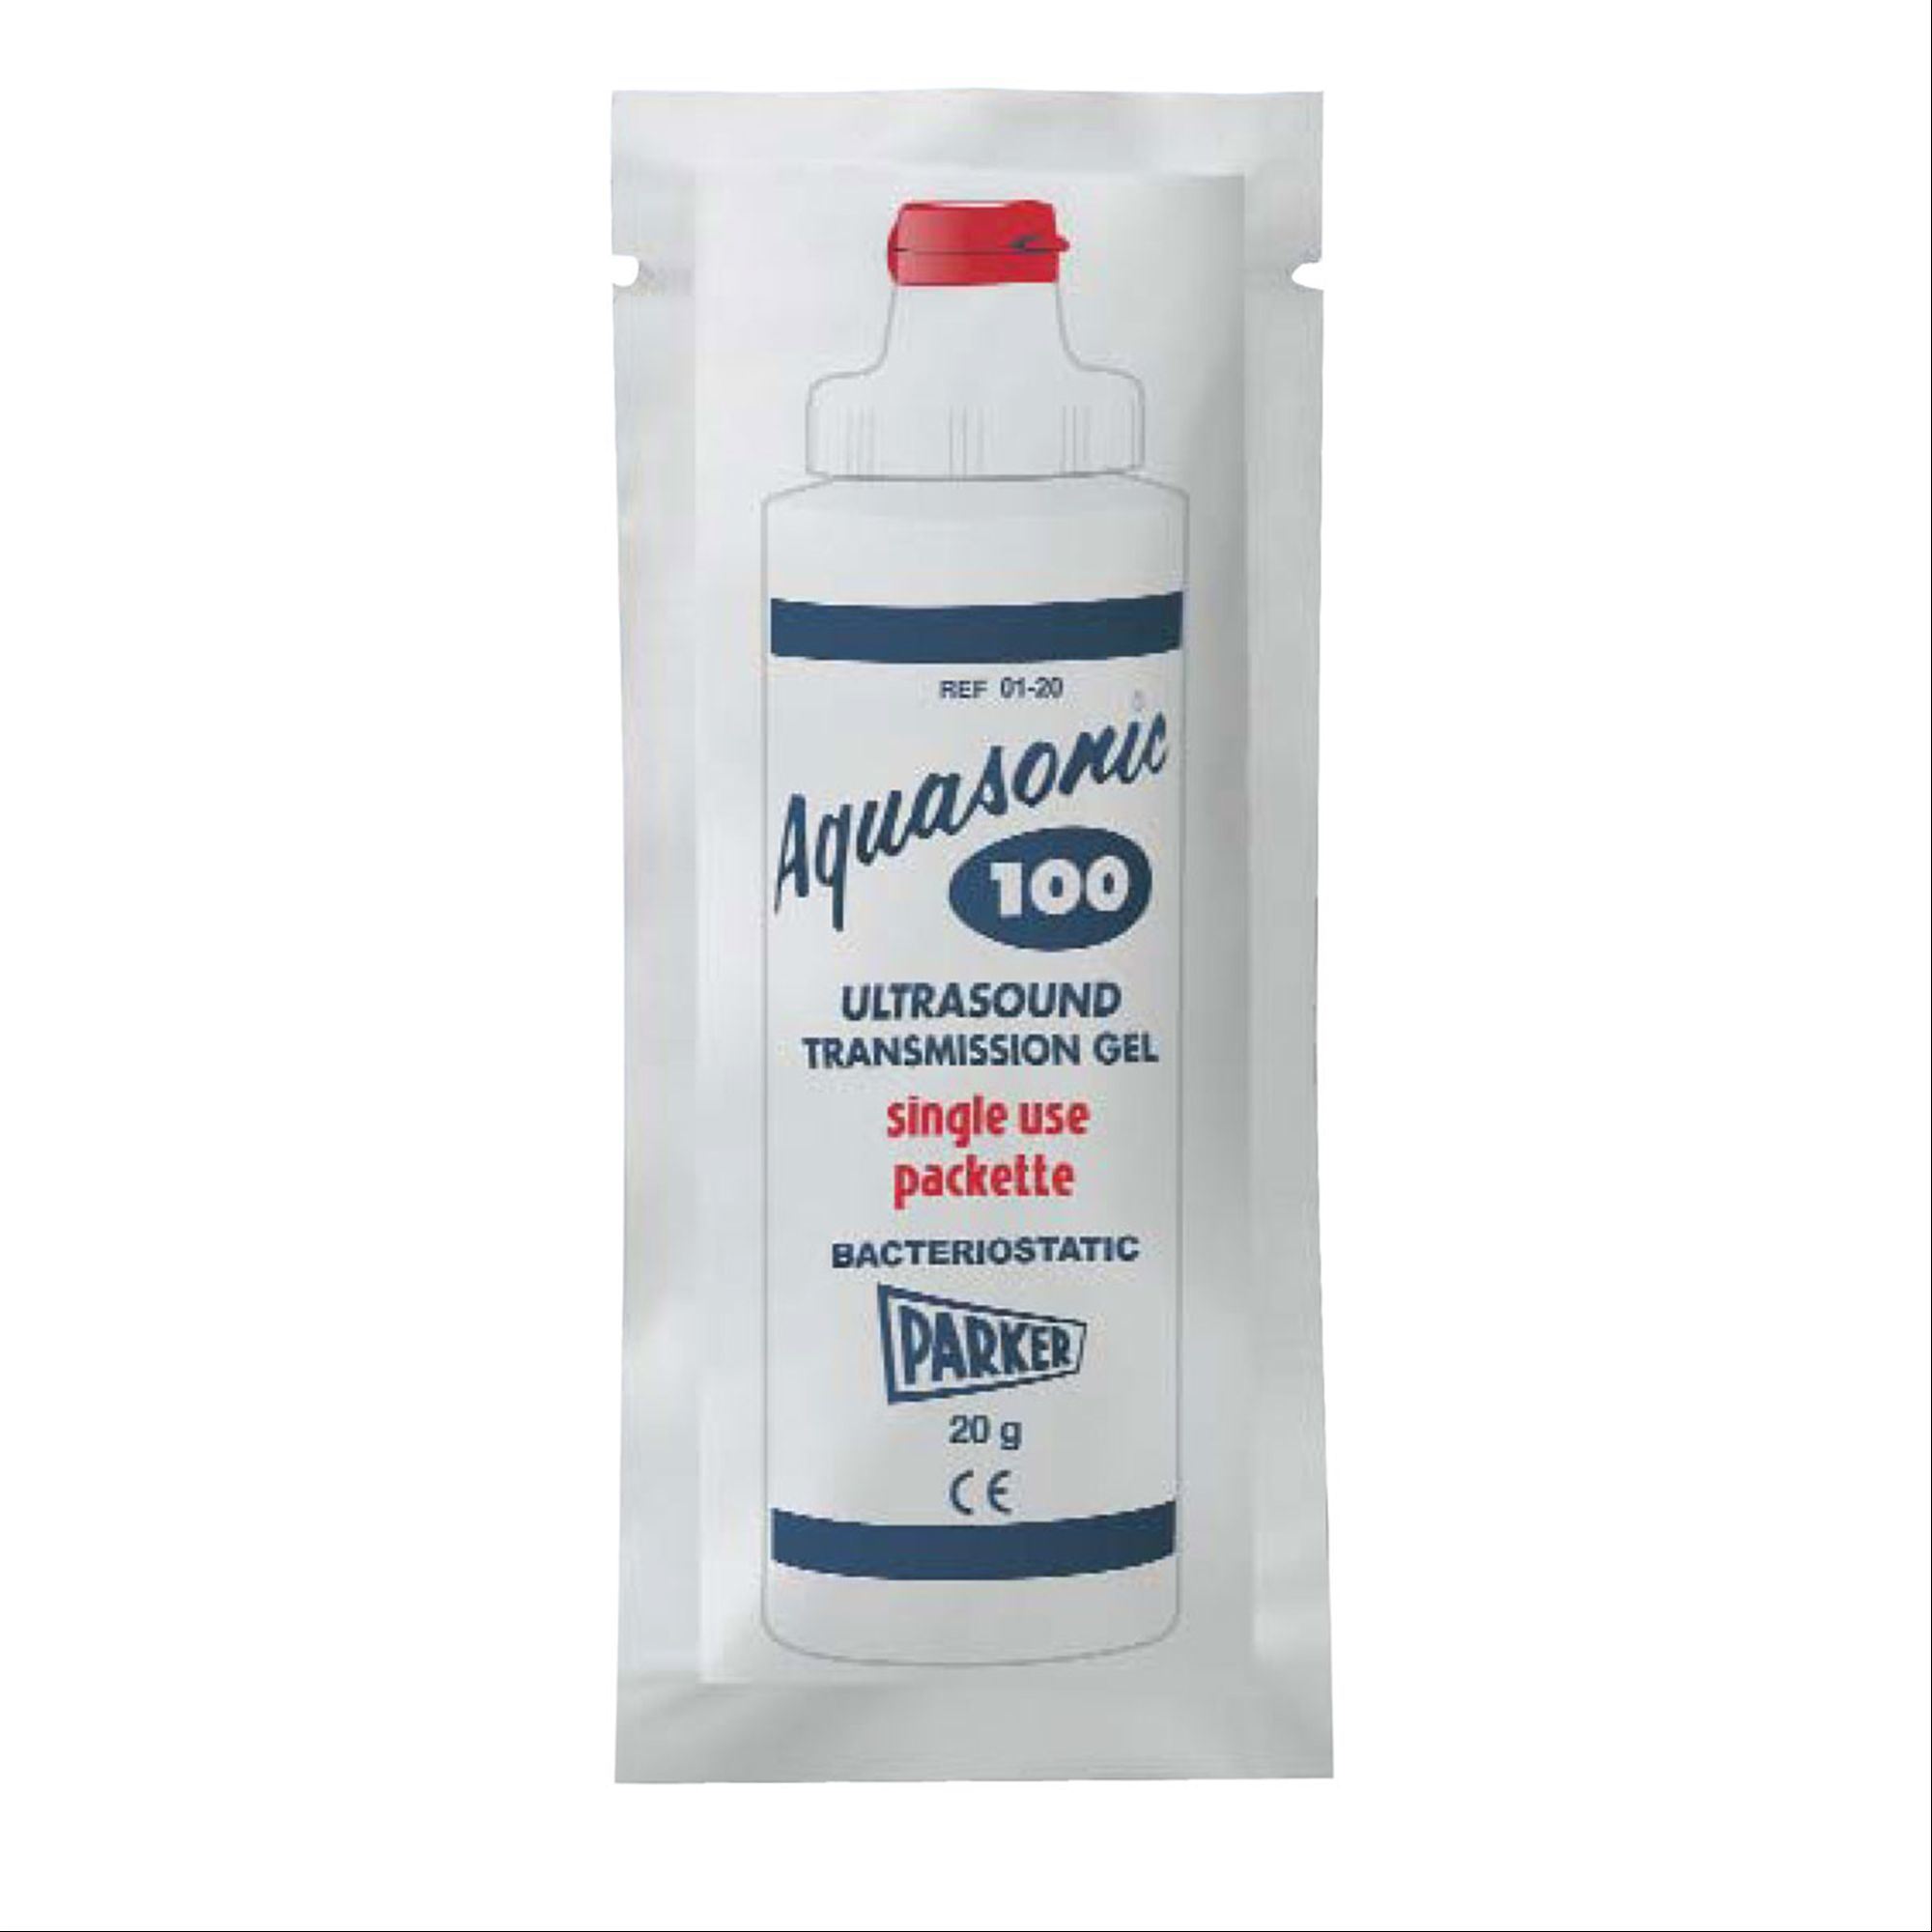 REF 01-20
Aquasonic®
100
ULTRASOUND
TRANSMISSION GEL
single use
packette
BACTERIOSTATIC
PARKER
20 g
CE